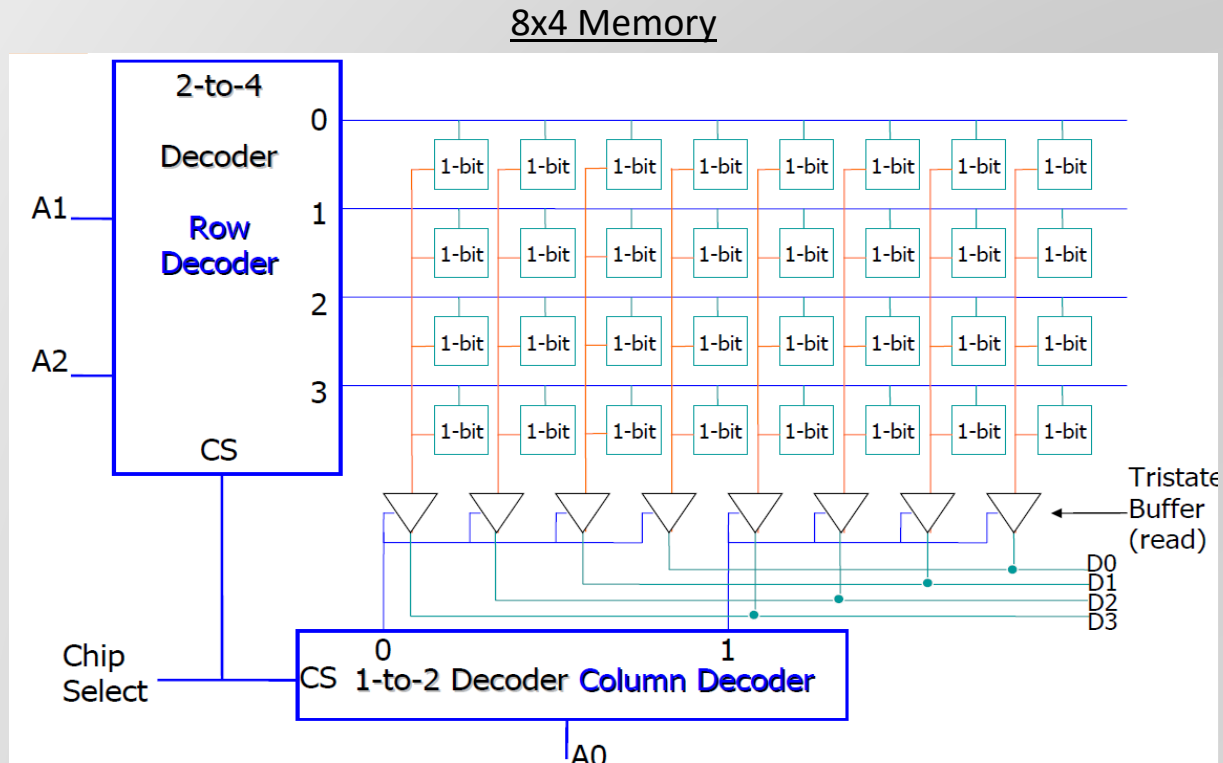 8x4 Memory
2-to-4
Decoder
Row
Decoder
A1
A2
0
1
2
3
CS
1-bit 1-bit 1-bit 1-bit 1-bit 1-bit 1-bit 1-bit
1-bit 1-bit 1-bit 1-bit 1-bit 1-bit 1-bit 1-bit
1-bit 1-bit 1-bit 1-bit 1-bit 1-bit 1-bit 1-bit
1-bit 1-bit 1-bit 1-bit 1-bit 1-bit 1-bit 1-bit
Tristate
Buffer
(read)
D0
D1
D2
D3
Chip
Select
0 1
CS 1-to-2 Decoder Column Decoder
A0